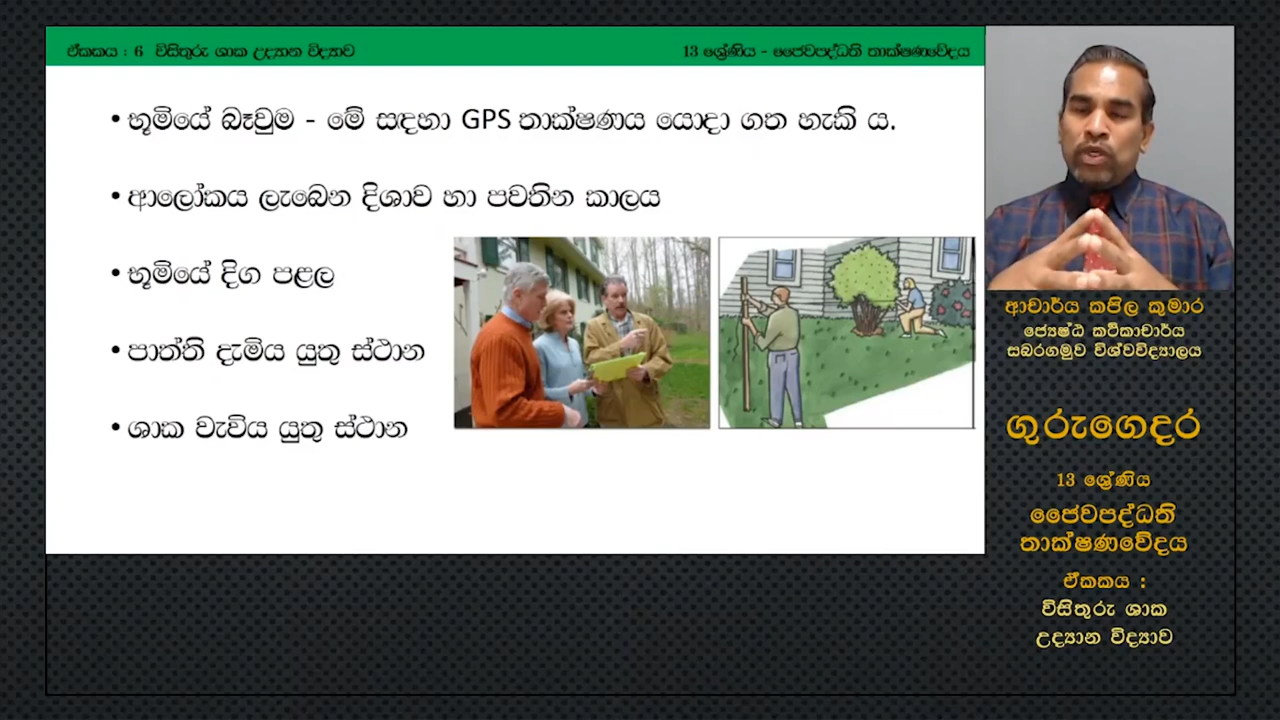 ඒකකය : 6 විසිතුරු ශාක උද්‍යාන විද්‍යාව
13 ශ්‍රේණිය - ජෛවපද්ධති තාක්ෂණවේදය
• භූමියේ බෑවුම - මේ සඳහා GPS තාක්ෂණය යොදා ගත හැකි ය.
• ආලෝකය ලැබෙන දිශාව හා පවතින කාලය
• භූමියේ දිග පළල
• පාත්ති දැමිය යුතු ස්ථාන
• ශාක වැවිය යුතු ස්ථාන
ආචාර්ය කපිල කුමාර
ජ්‍යෙෂ්ඨ කථිකාචාර්ය
සබරගමුව විශ්වවිද්‍යාලය
ගුරුගෙදර
13 ශ්‍රේණිය
ජෛවපද්ධති
තාක්ෂණවේදය
ඒකකය :
විසිතුරු ශාක
උද්‍යාන විද්‍යාව